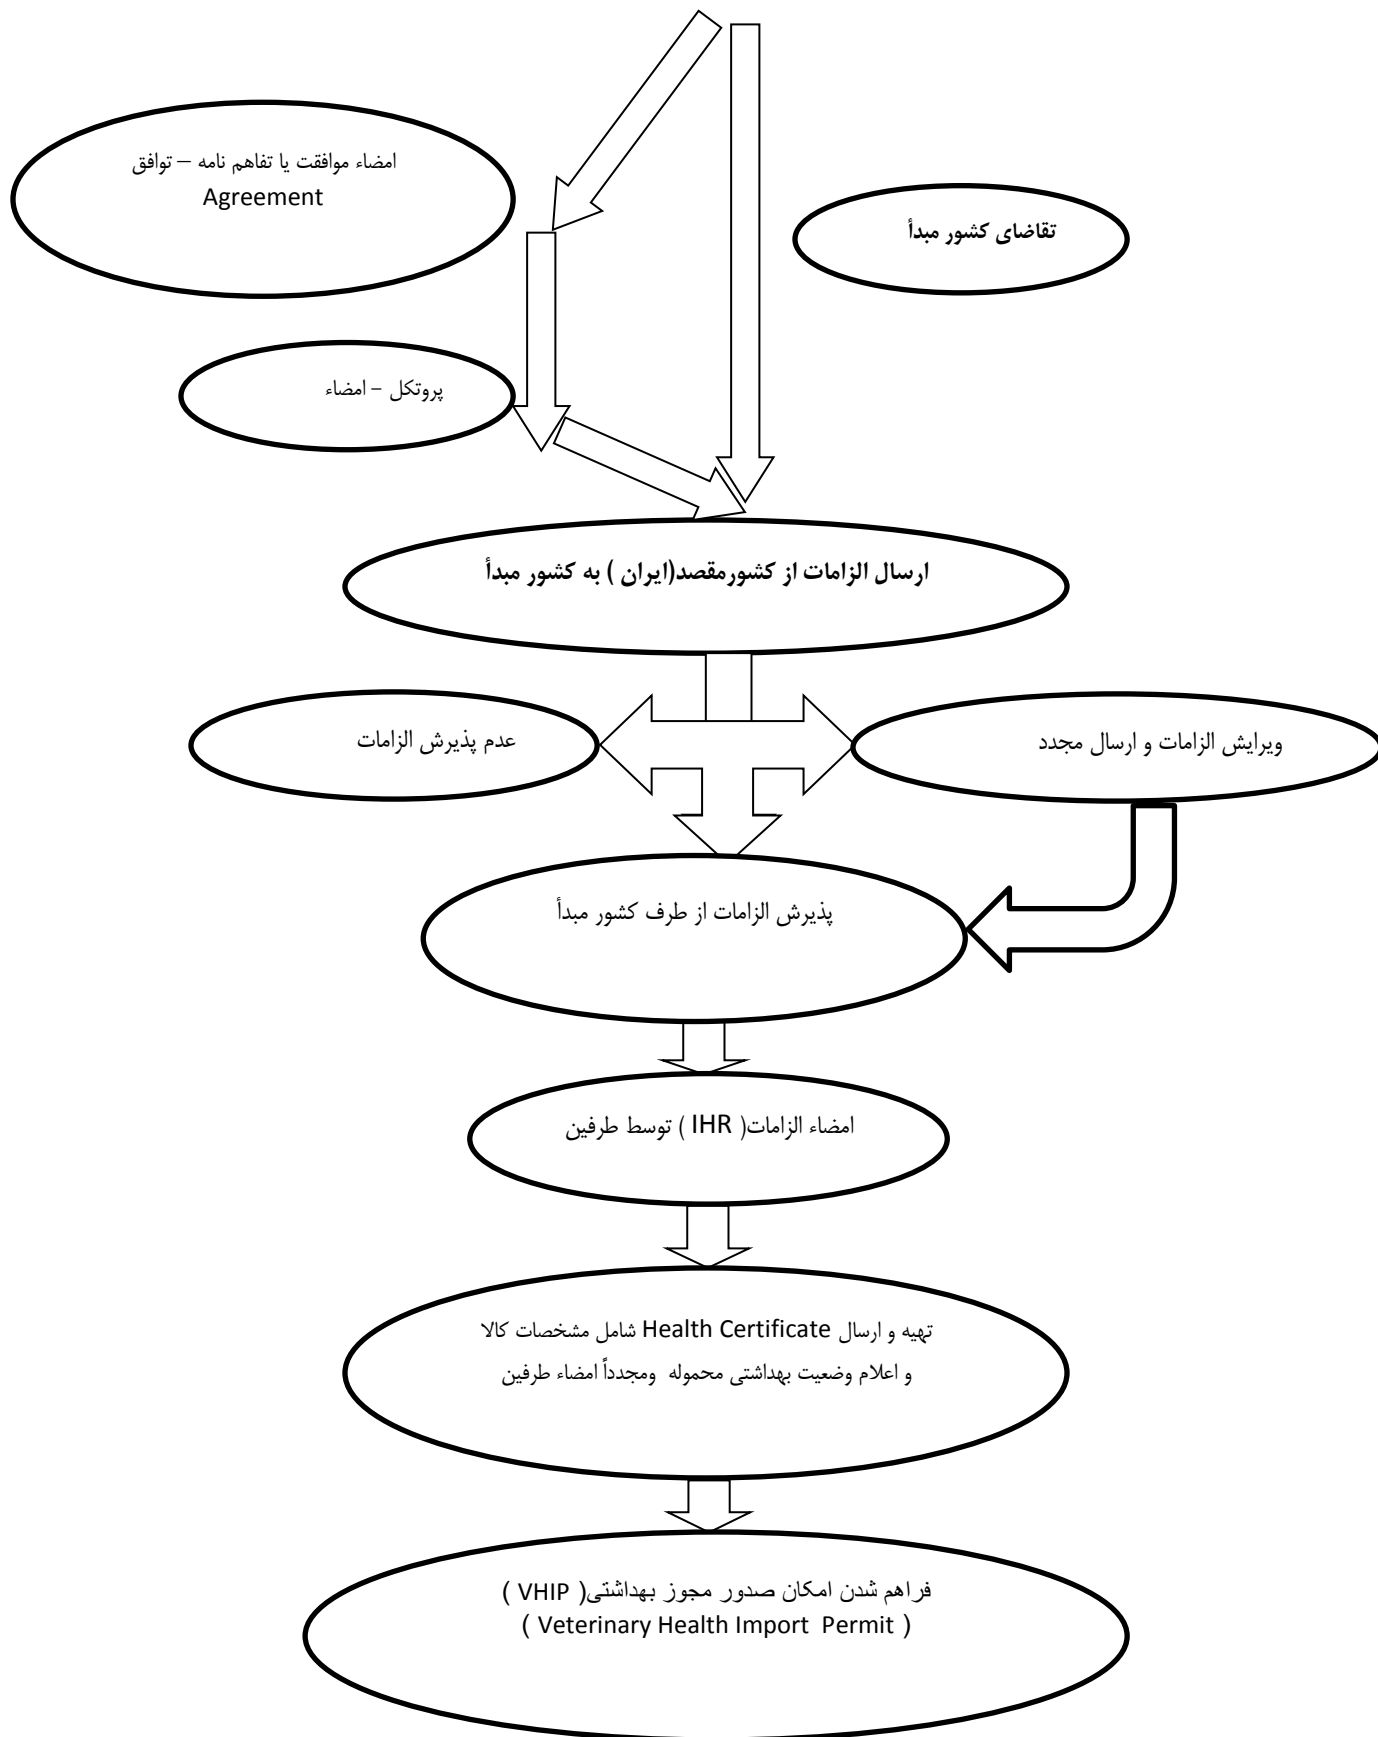 امضاء موافقت یا تفاهم نامه – توافق
Agreement
تقاضای کشور مبدأ
پروتکل – امضاء
ارسال الزامات از کشورمقصد(ایران ) به کشور مبدأ
ویرایش الزامات و ارسال مجدد
عدم پذیرش الزامات
پذیرش الزامات از طرف کشور مبدأ
امضاء الزامات( IHR ) توسط طرفین
تهیه و ارسال Health Certificate شامل مشخصات کالا
و اعلام وضعیت بهداشتی محموله ومجدداً امضاء طرفین
فراهم شدن امکان صدور مجوز بهداشتی( VHIP )
( Veterinary Health Import Permit )